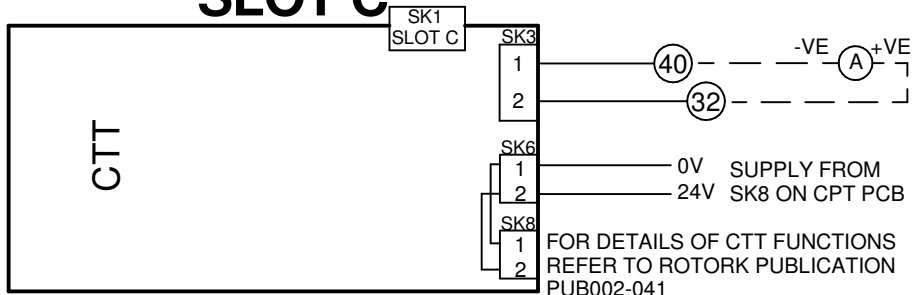 SLOT C
SK1
SLOT C
SK3
1
40
-VE
A
+VE
2
32
CTT
SK6
1
0V
SUPPLY FROM
2
24V
SK8 ON CPT PCB
SK8
1
2
FOR DETAILS OF CTT FUNCTIONS
REFER TO ROTORK PUBLICATION
PUB002-041